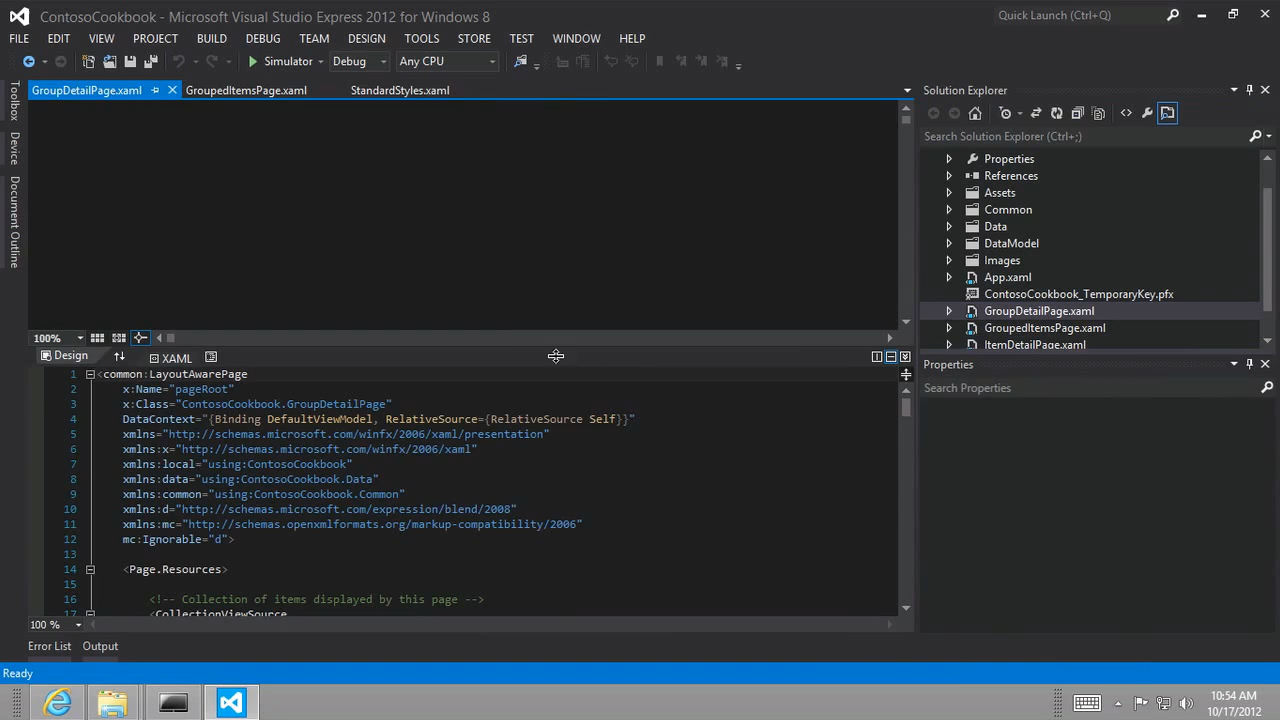 ContosoCookbook - Microsoft Visual Studio Express 2012 for Windows 8
Quick Launch (Ctrl+Q)
FILE EDIT VIEW PROJECT BUILD DEBUG TEAM DESIGN TOOLS STORE TEST WINDOW HELP
Simulator Debug Any CPU
GroupDetailPage.xaml GroupedItemsPage.xaml StandardStyles.xaml
Toolbox
Device
Document Outline
100%
Design XAML
1 <common:LayoutAwarePage
2 x:Name="pageRoot"
3 x:Class="ContosoCookbook.GroupDetailPage"
4 DataContext="{Binding DefaultViewModel, RelativeSource={RelativeSource Self}}"
5 xmlns="http://schemas.microsoft.com/winfx/2006/xaml/presentation"
6 xmlns:x="http://schemas.microsoft.com/winfx/2006/xaml"
7 xmlns:local="using:ContosoCookbook"
8 xmlns:data="using:ContosoCookbook.Data"
9 xmlns:common="using:ContosoCookbook.Common"
10 xmlns:d="http://schemas.microsoft.com/expression/blend/2008"
11 xmlns:mc="http://schemas.openxmlformats.org/markup-compatibility/2006"
12 mc:Ignorable="d">
13
14 <Page.Resources>
15
16 <!-- Collection of items displayed by this page -->
17 <CollectionViewSource
100 %
Error List Output
Solution Explorer
Search Solution Explorer (Ctrl+;)
Properties
References
Assets
Common
Data
DataModel
Images
App.xaml
ContosoCookbook_TemporaryKey.pfx
GroupDetailPage.xaml
GroupedItemsPage.xaml
ItemDetailPage.xaml
Properties
Search Properties
Ready
10:54 AM
10/17/2012